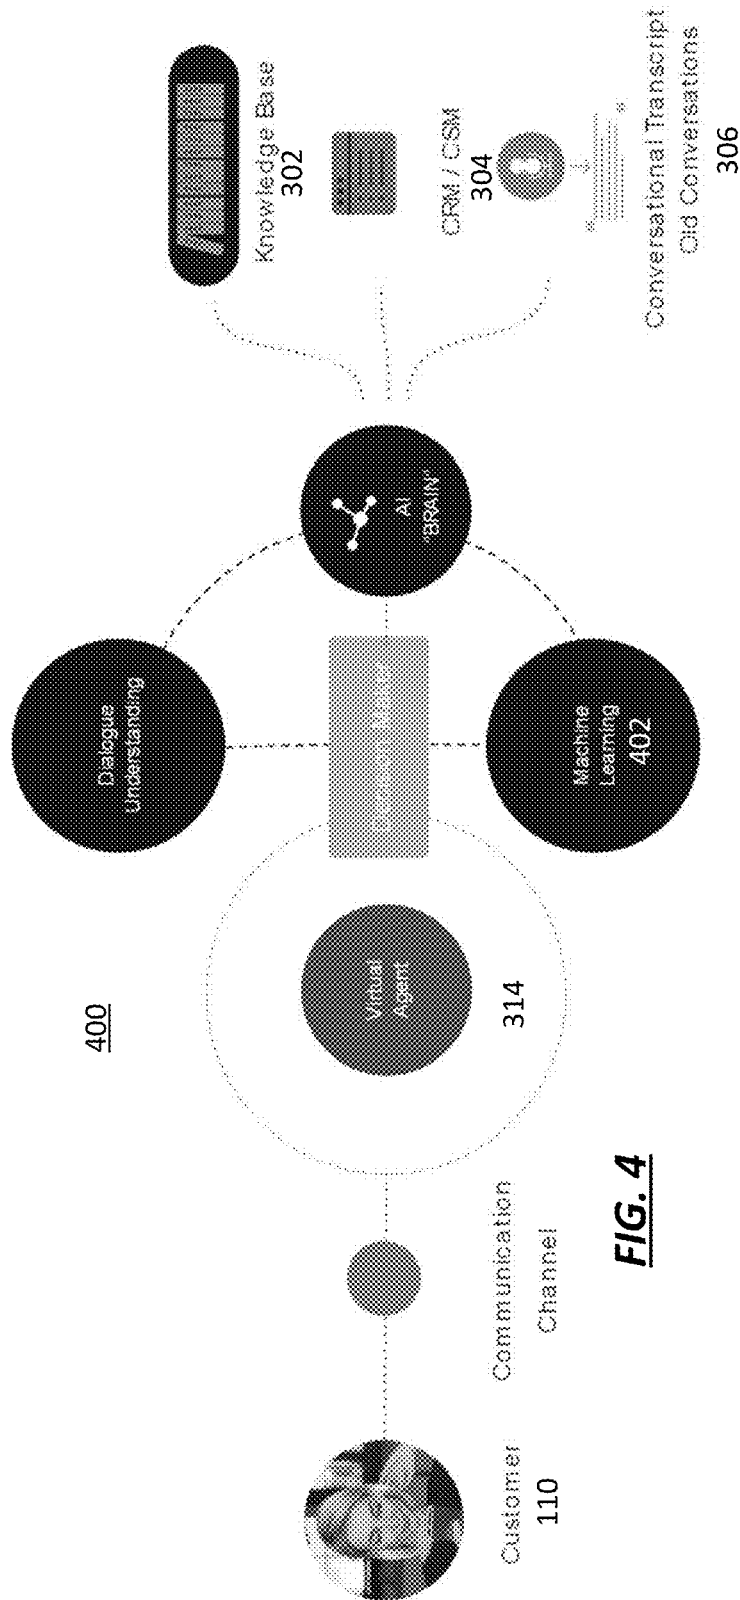 Customer
110
Communication
Channel
400
Virtual
Agent
314
Dialogue
Understanding
Machine
Learning
402
AI
"BRAIN"
Knowledge Base
302
CRM / CSM
304
Conversational Transcript
Old Conversations
306
FIG. 4